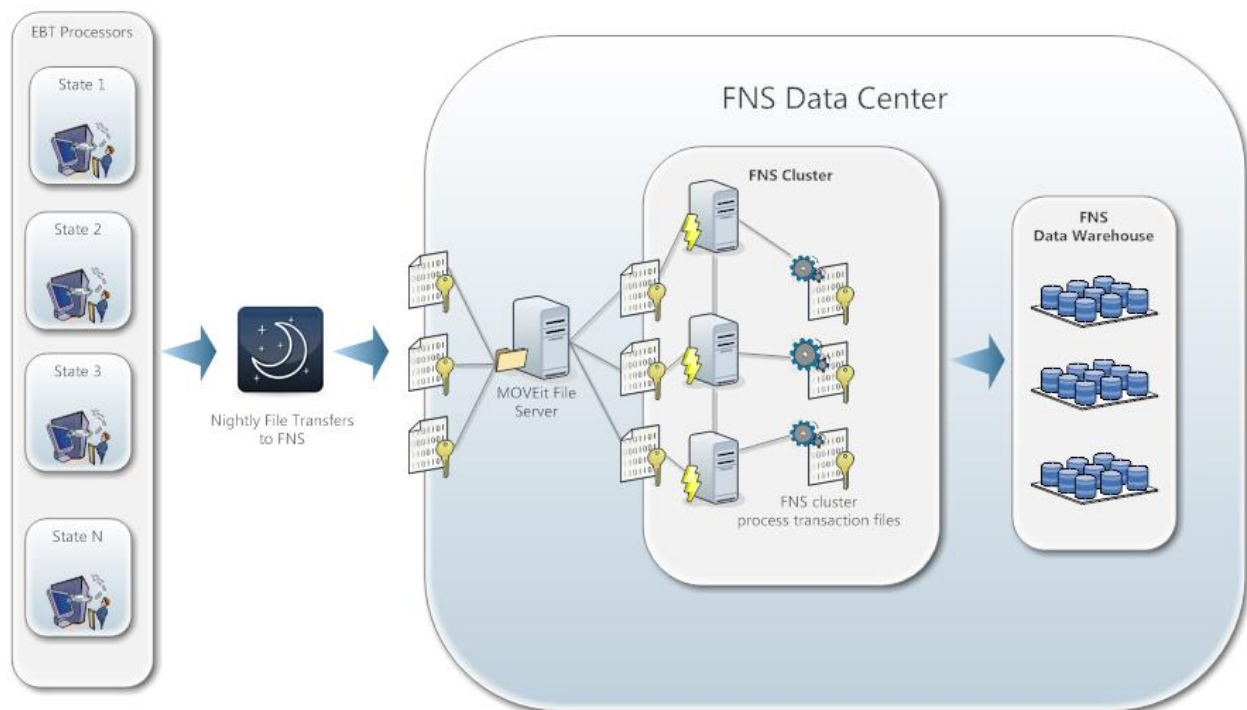 EBT Processors
State 1
State 2
State 3
State N
Nightly File Transfers
to FNS
FNS Data Center
MOVEit File
Server
FNS Cluster
FNS cluster
process transaction files
FNS
Data Warehouse